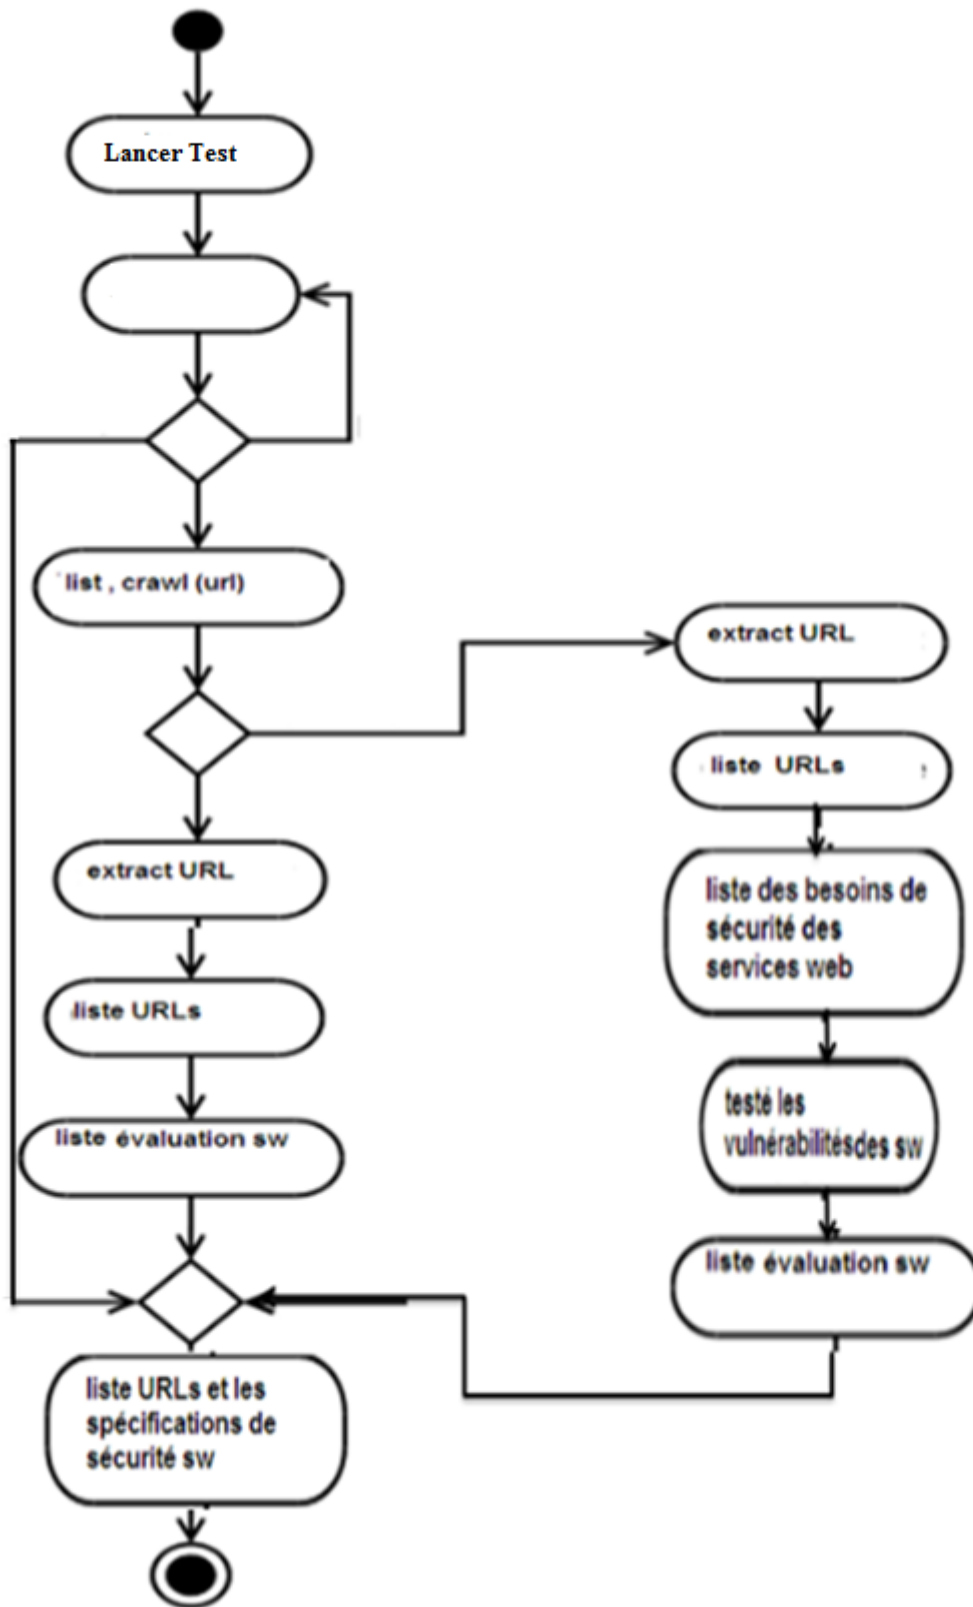 Lancer Test
list , crawl (url)
extract URL
liste URLs
liste évaluation sw
liste URLs et les
spécifications de
sécurité sw
extract URL
liste URLs
liste des besoins de
sécurité des
services web
testé les
vulnérabilités des sw
liste évaluation sw